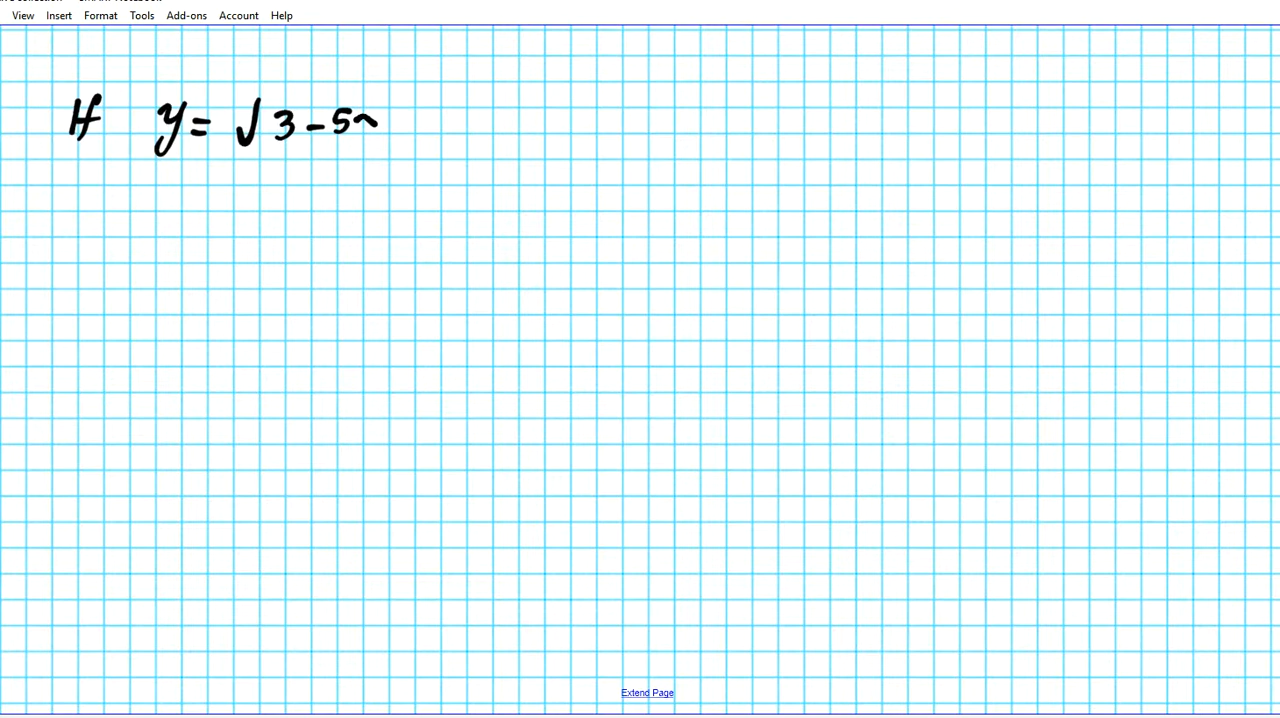 View Insert Format Tools Add-ons Account Help
If y = √3-5
Extend Page